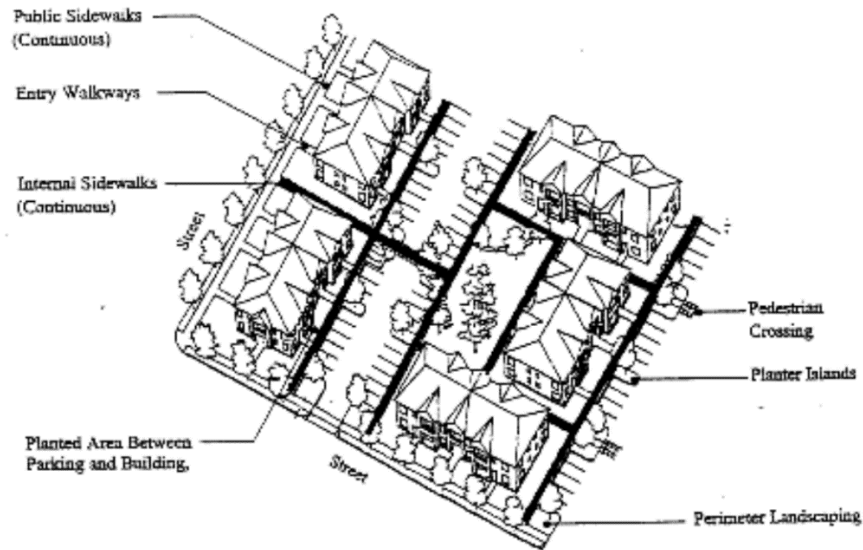 Public Sidewalks
(Continuous)
Entry Walkways
Internal Sidewalks
(Continuous)
Street
Pedestrian
Crossing
Planter Islands
Planted Area Between
Parking and Building,
Street
Perimeter Landscaping